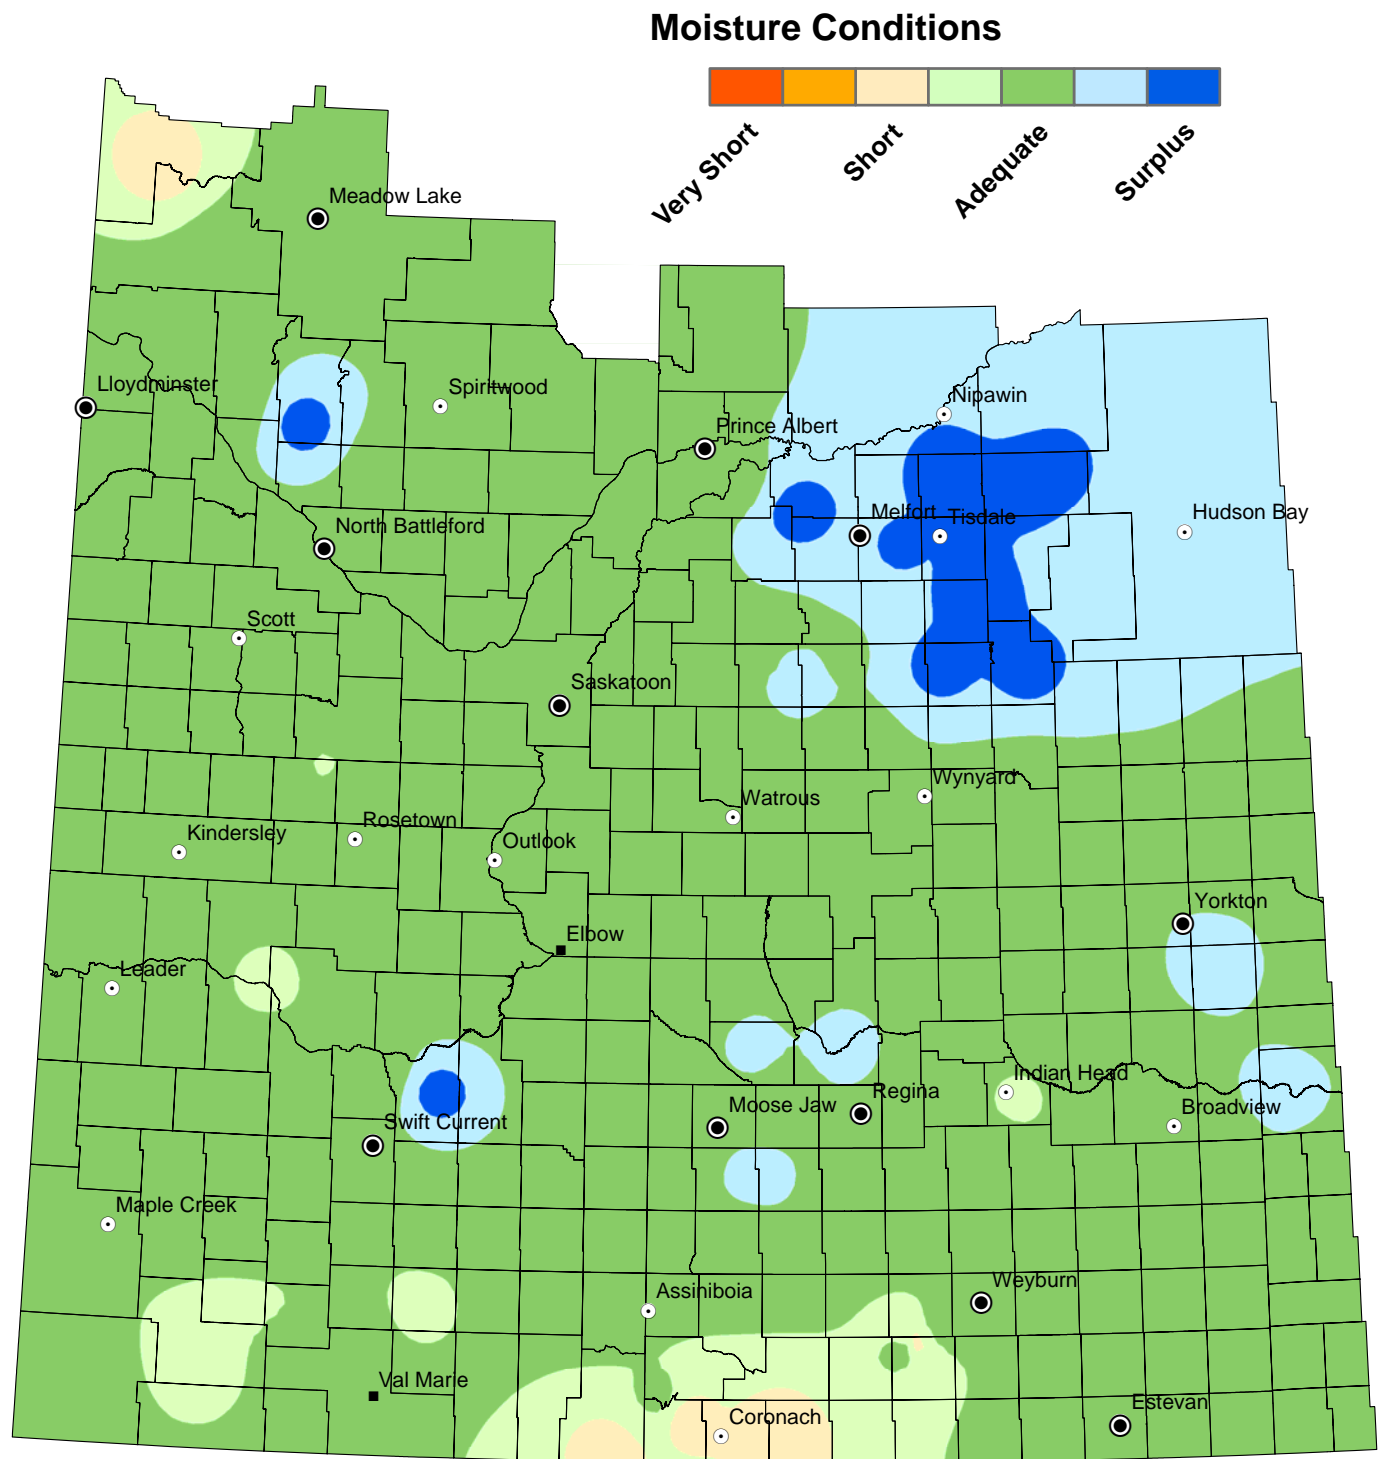 Moisture Conditions
Very Short
Short
Adequate
Surplus
Meadow Lake
Lloydminster
Spiritwood
Nipawin
Prince Albert
Melfort
Tisdale
Hudson Bay
North Battleford
Scott
Saskatoon
Wynyard
Watrous
Rosetown
Kindersley
Outlook
Yorkton
Elbow
Leader
Indian Head
Regina
Moose Jaw
Broadview
Swift Current
Maple Creek
Weyburn
Assiniboia
Val Marie
Estevan
Coronach